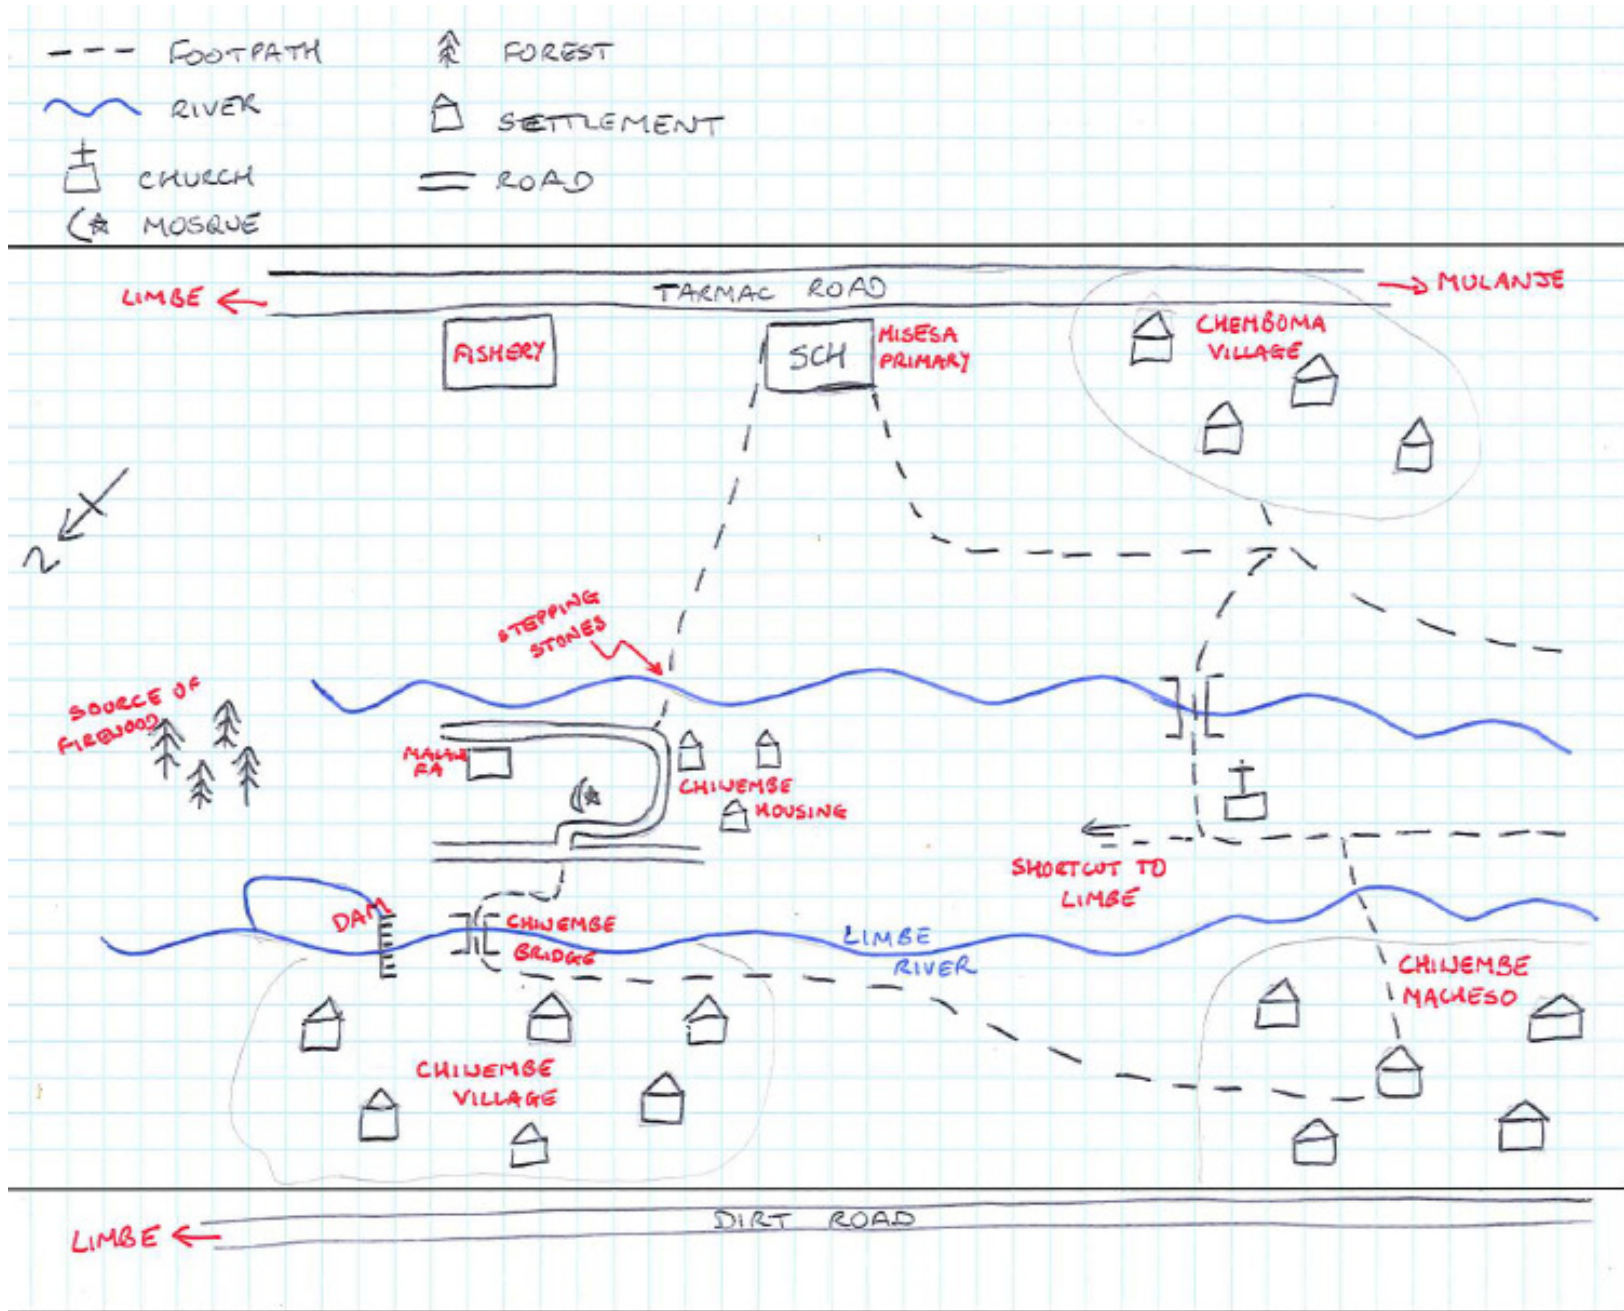 FOOTPATH
FOREST
RIVER
SETTLEMENT
CHURCH
ROAD
MOSQUE
LIMBE
TARMAC ROAD
MULANJE
FISHERY
SCH
MISESA
PRIMARY
CHEMBOMA
VILLAGE
N
STEPPING
STONES
SOURCE OF
FIREWOOD
MALAWI
FA
CHINEMBE
HOUSING
SHORTCUT TO
LIMBE
DAM
CHINEMBE
BRIDGE
LIMBE
RIVER
CHINEMBE
MACHESO
CHINEMBE
VILLAGE
DIRT ROAD
LIMBE